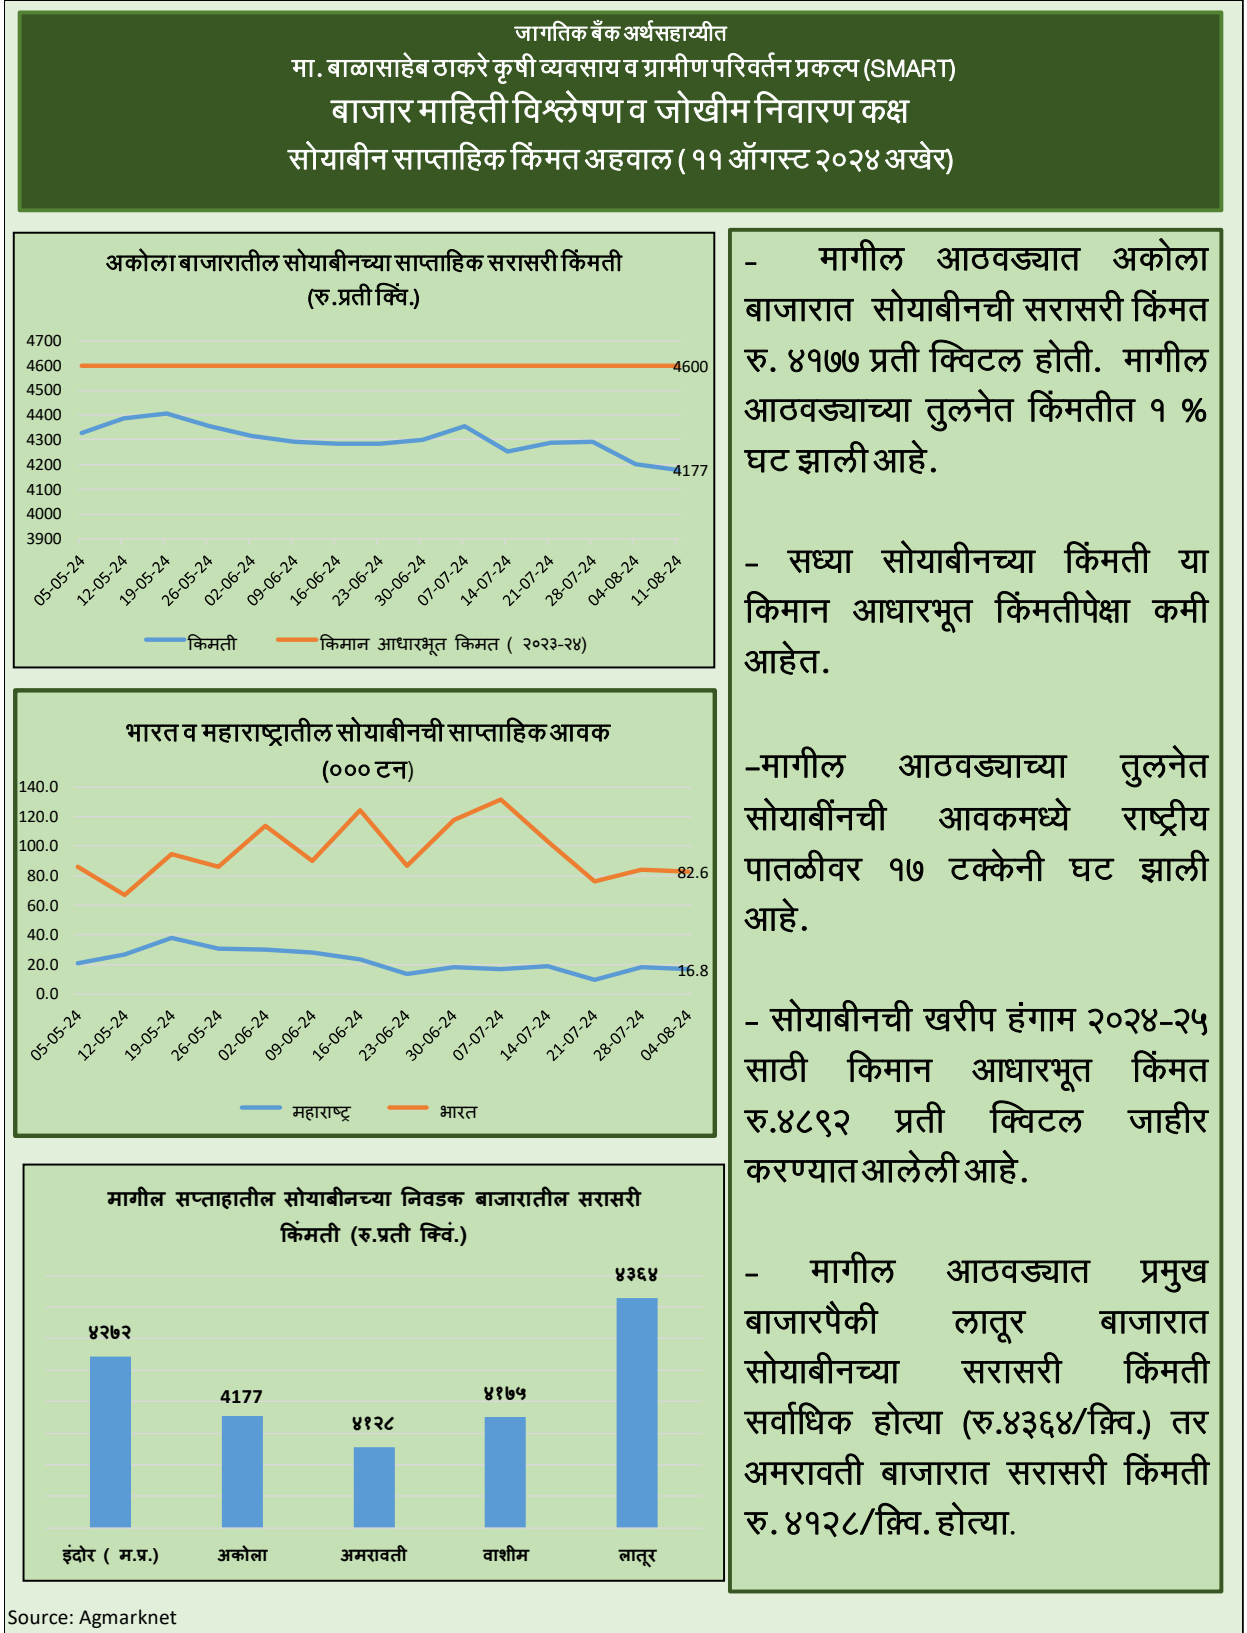 जागतिक बँक अर्थसहाय्यीत
मा. बाळासाहेब ठाकरे कृषी व्यवसाय व ग्रामीण परिवर्तन प्रकल्प (SMART)
बाजार माहिती विश्लेषण व जोखीम निवारण कक्ष
सोयाबीन साप्ताहिक किंमत अहवाल ( ११ ऑगस्ट २०२४ अखेर)
अकोला बाजारातील सोयाबीनच्या साप्ताहिक सरासरी किंमती
(रु.प्रती क्विं.)
4700
4600
4500
4400
4300
4200
4100
4000
3900
4600
4177
05-05-24
12-05-24
19-05-24
26-05-24
02-06-24
09-06-24
16-06-24
23-06-24
30-06-24
07-07-24
14-07-24
21-07-24
28-07-24
04-08-24
11-08-24
किमती
किमान आधारभूत किमत ( २०२३-२४)
भारत व महाराष्ट्रातील सोयाबीनची साप्ताहिक आवक
(००० टन)
140.0
120.0
100.0
80.0
60.0
40.0
20.0
0.0
82.6
16.8
05-05-24
12-05-24
19-05-24
26-05-24
02-06-24
09-06-24
16-06-24
23-06-24
30-06-24
07-07-24
14-07-24
21-07-24
28-07-24
04-08-24
महाराष्ट्र
भारत
मागील सप्ताहातील सोयाबीनच्या निवडक बाजारातील सरासरी
किंमती (रु.प्रती क्विं.)
४२७२
4177
४१२८
४१७५
४३६४
इंदोर ( म.प्र.)
अकोला
अमरावती
वाशीम
लातूर
- मागील आठवड्यात अकोला
बाजारात सोयाबीनची सरासरी किंमत
रु. ४१७७ प्रती क्विटल होती. मागील
आठवड्याच्या तुलनेत किंमतीत १ %
घट झाली आहे.
- सध्या सोयाबीनच्या किंमती या
किमान आधारभूत किंमतीपेक्षा कमी
आहेत.
-मागील आठवड्याच्या तुलनेत
सोयाबींनची आवकमध्ये राष्ट्रीय
पातळीवर १७ टक्केनी घट झाली
आहे.
- सोयाबीनची खरीप हंगाम २०२४-२५
साठी किमान आधारभूत किंमत
रु.४८९२ प्रती क्विटल जाहीर
करण्यात आलेली आहे.
- मागील आठवड्यात प्रमुख
बाजारपैकी लातूर बाजारात
सोयाबीनच्या सरासरी किंमती
सर्वाधिक होत्या (रु.४३६४/क़्वि.) तर
अमरावती बाजारात सरासरी किंमती
रु. ४१२८/क़्वि. होत्या.
Source: Agmarknet